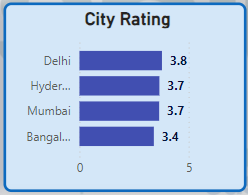 City Rating
Delhi 3.8
Hyder... 3.7
Mumbai 3.7
Bangal... 3.4
0 5